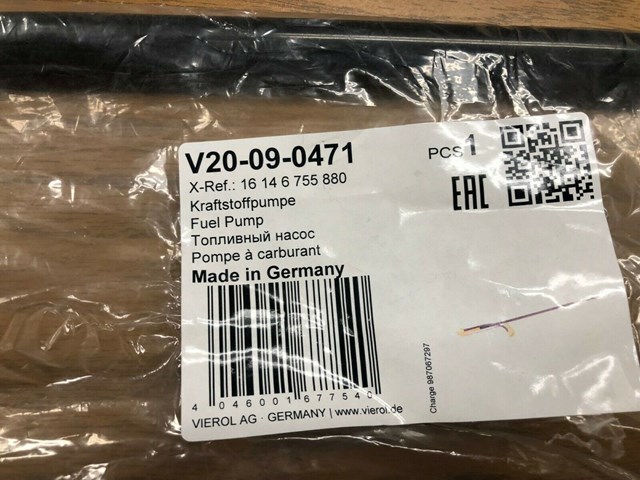 V20-09-0471
PCS 1
X-Ref.: 16 14 6 755 880
EAC
Kraftstoffpumpe
Fuel Pump
Топливный насос
Pompe à carburant
Made in Germany
4 046001 677540
Charge 987067297
VIEROL AG · GERMANY | www.vierol.de